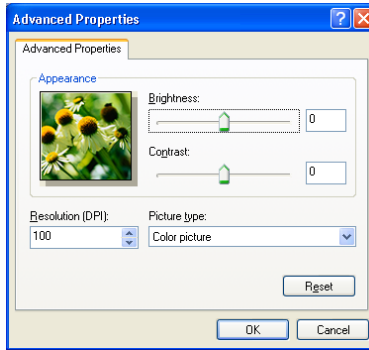 Advanced Properties
Advanced Properties
Appearance
Brightness:
0
Contrast:
0
Resolution (DPI):
Picture type:
100
Color picture
Reset
OK
Cancel